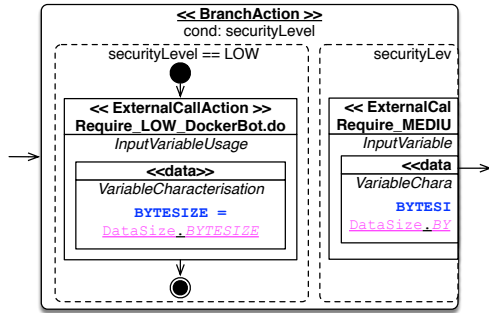 << BranchAction >>
cond: securityLevel
securityLevel == LOW
<< ExternalCallAction >>
Require_LOW_DockerBot.do
InputVariableUsage
<<data>>
VariableCharacterisation
BYTESIZE =
DataSize.BYTESIZE
securityLev
<< ExternalCal
Require_MEDIU
InputVariable
<<data
VariableChara
BYTESI
DataSize.BY